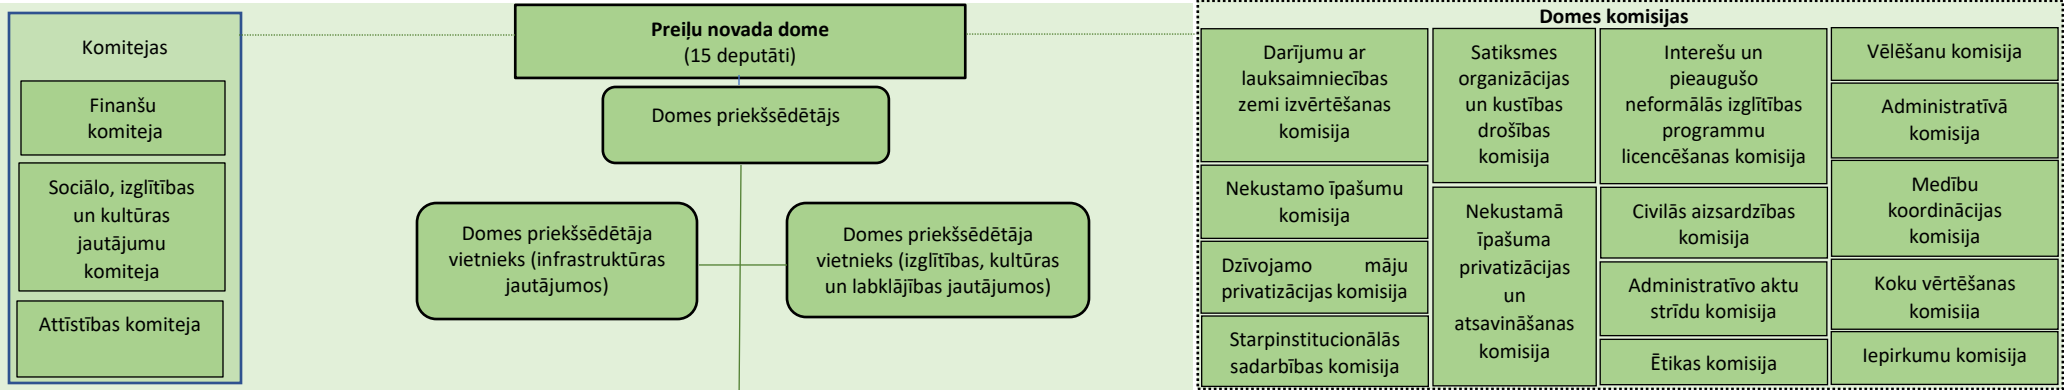 Komitejas
Finanšu
komiteja
Sociālo, izglītības
un kultūras
jautājumu
komiteja
Attīstības komiteja
Preiļu novada dome
(15 deputāti)
Domes priekšsēdētājs
Domes priekšsēdētāja
vietnieks (infrastruktūras
jautājumos)
Domes priekšsēdētāja
vietnieks (izglītības, kultūras
un labklājības jautājumos)
Domes komisijas
Darījumu ar
lauksaimniecības
zemi izvērtēšanas
komisija
Nekustamo īpašumu
komisija
Dzīvojamo māju
privatizācijas komisija
Starpinstitucionālās
sadarbības komisija
Satiksmes
organizācijas
un kustības
drošības
komisija
Nekustamā
īpašuma
privatizācijas
un
atsavināšanas
komisija
Interešu un
pieaugušo
neformālās izglītības
programmu
licencēšanas komisija
Civilās aizsardzības
komisija
Administratīvo aktu
strīdu komisija
Ētikas komisija
Vēlēšanu komisija
Administratīvā
komisija
Medību
koordinācijas
komisija
Koku vērtēšanas
komisija
Iepirkumu komisija